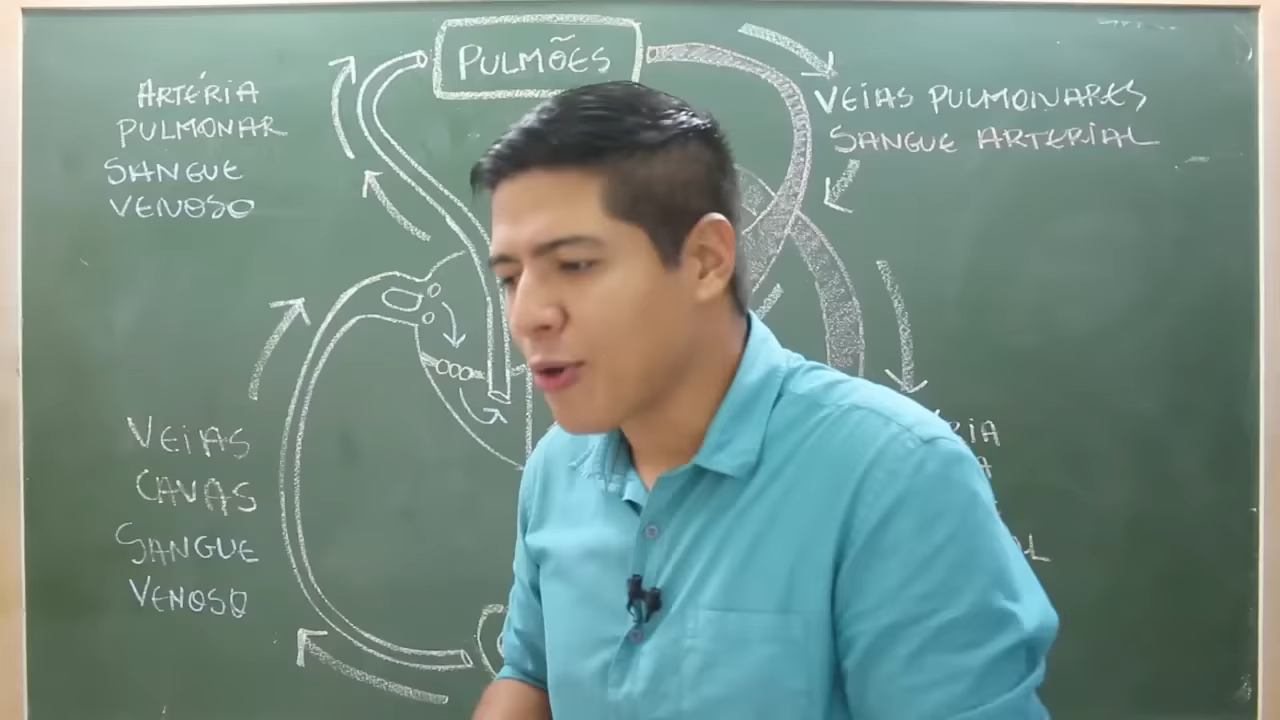 PULMÕES
ARTÉRIA
PULMONAR
SANGUE
VENOSO
VEIAS PULMONARES
SANGUE ARTERIAL
VEIAS
CAVAS
SANGUE
VENOSO